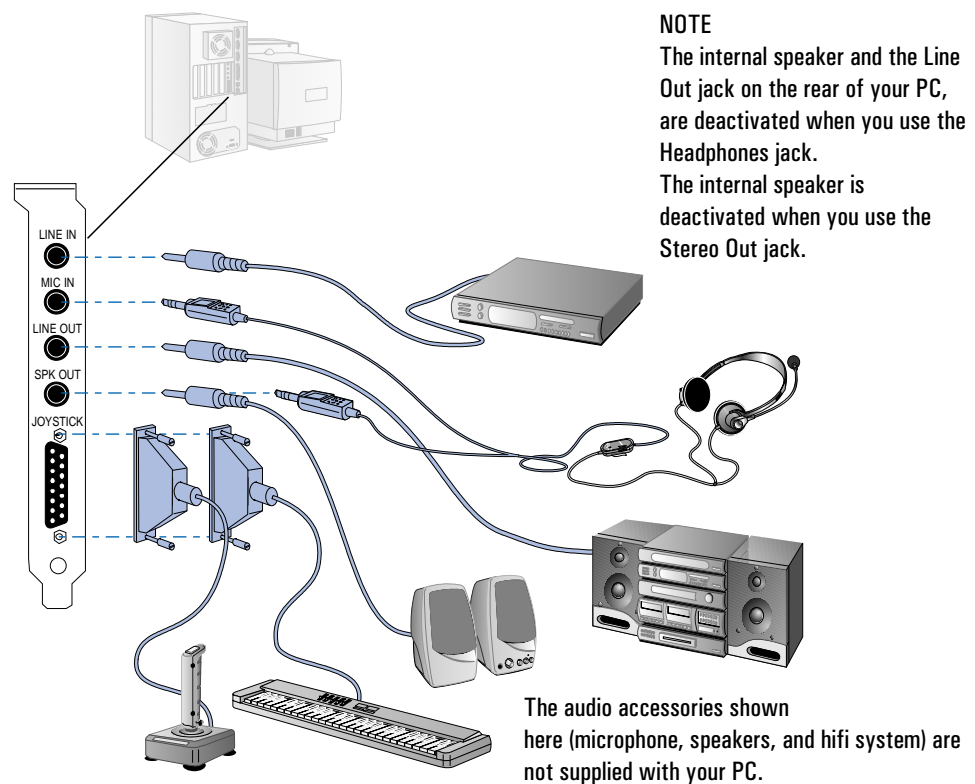 NOTE
The internal speaker and the Line
Out jack on the rear of your PC,
are deactivated when you use the
Headphones jack.
The internal speaker is
deactivated when you use the
Stereo Out jack.
LINE IN
MIC IN
LINE OUT
SPK OUT
JOYSTICK
The audio accessories shown
here (microphone, speakers, and hifi system) are
not supplied with your PC.